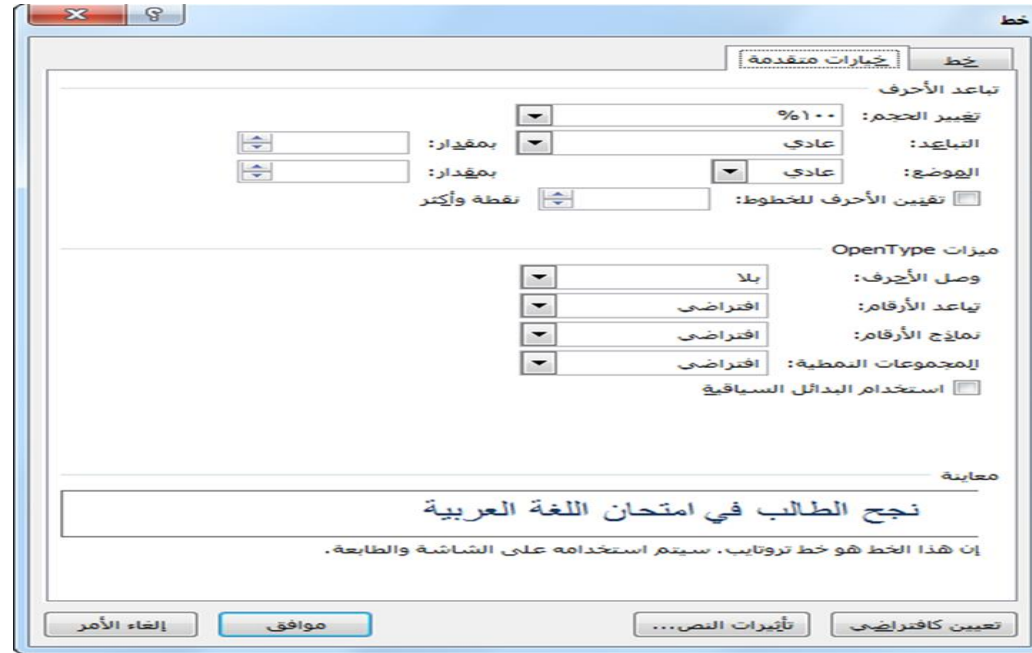 خط
خط
خيارات متقدمة
تباعد الأحرف
تغيير الحجم: ١٠٠%
التباعد: عادي بمقدار:
الموضع: عادي بمقدار:
تقنين الأحرف للخطوط: نقطة وأكثر
ميزات OpenType
وصل الأحرف: بلا
تباعد الأرقام: افتراضي
نماذج الأرقام: افتراضي
المجموعات النمطية: افتراضي
استخدام البدائل السياقية
معاينة
نجح الطالب في امتحان اللغة العربية
إن هذا الخط هو خط تروتايب. سيتم استخدامه على الشاشة والطابعة.
تعيين كافتراضي تأثيرات النص... موافق إلغاء الأمر